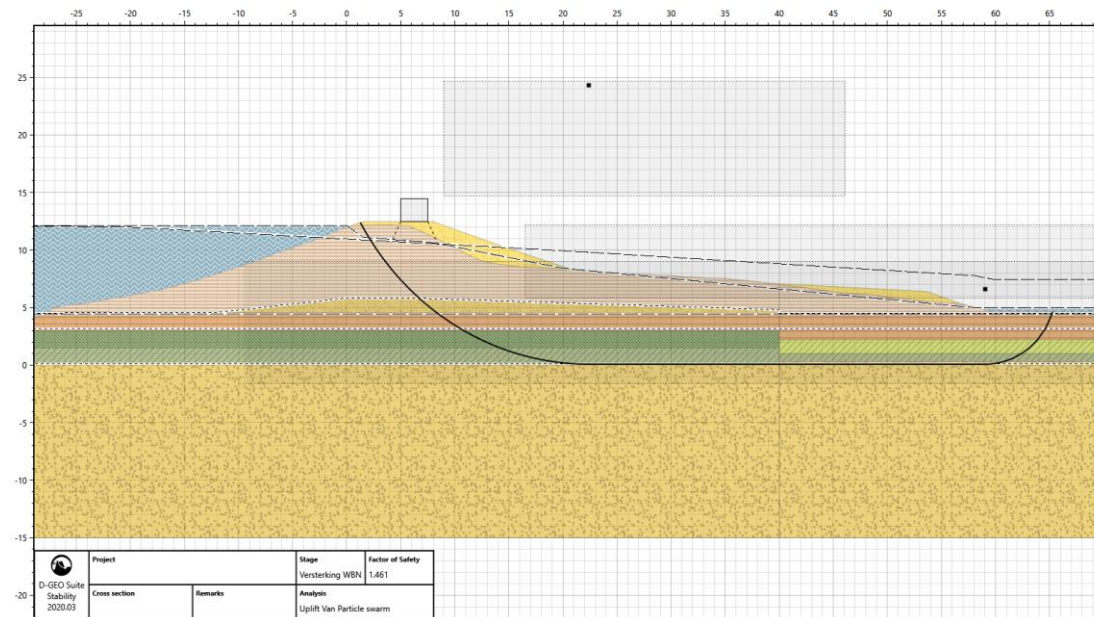 -25 -20 -15 -10 -5 0 5 10 15 20 25 30 35 40 45 50 55 60 65
25
20
15
10
5
0
-5
-10
-15
-20
D-GEO Suite
Stability
2020.03
Project
Stage
Versterking WBN
Factor of Safety
1.461
Cross section
Remarks
Analysis
Uplift Van Particle swarm